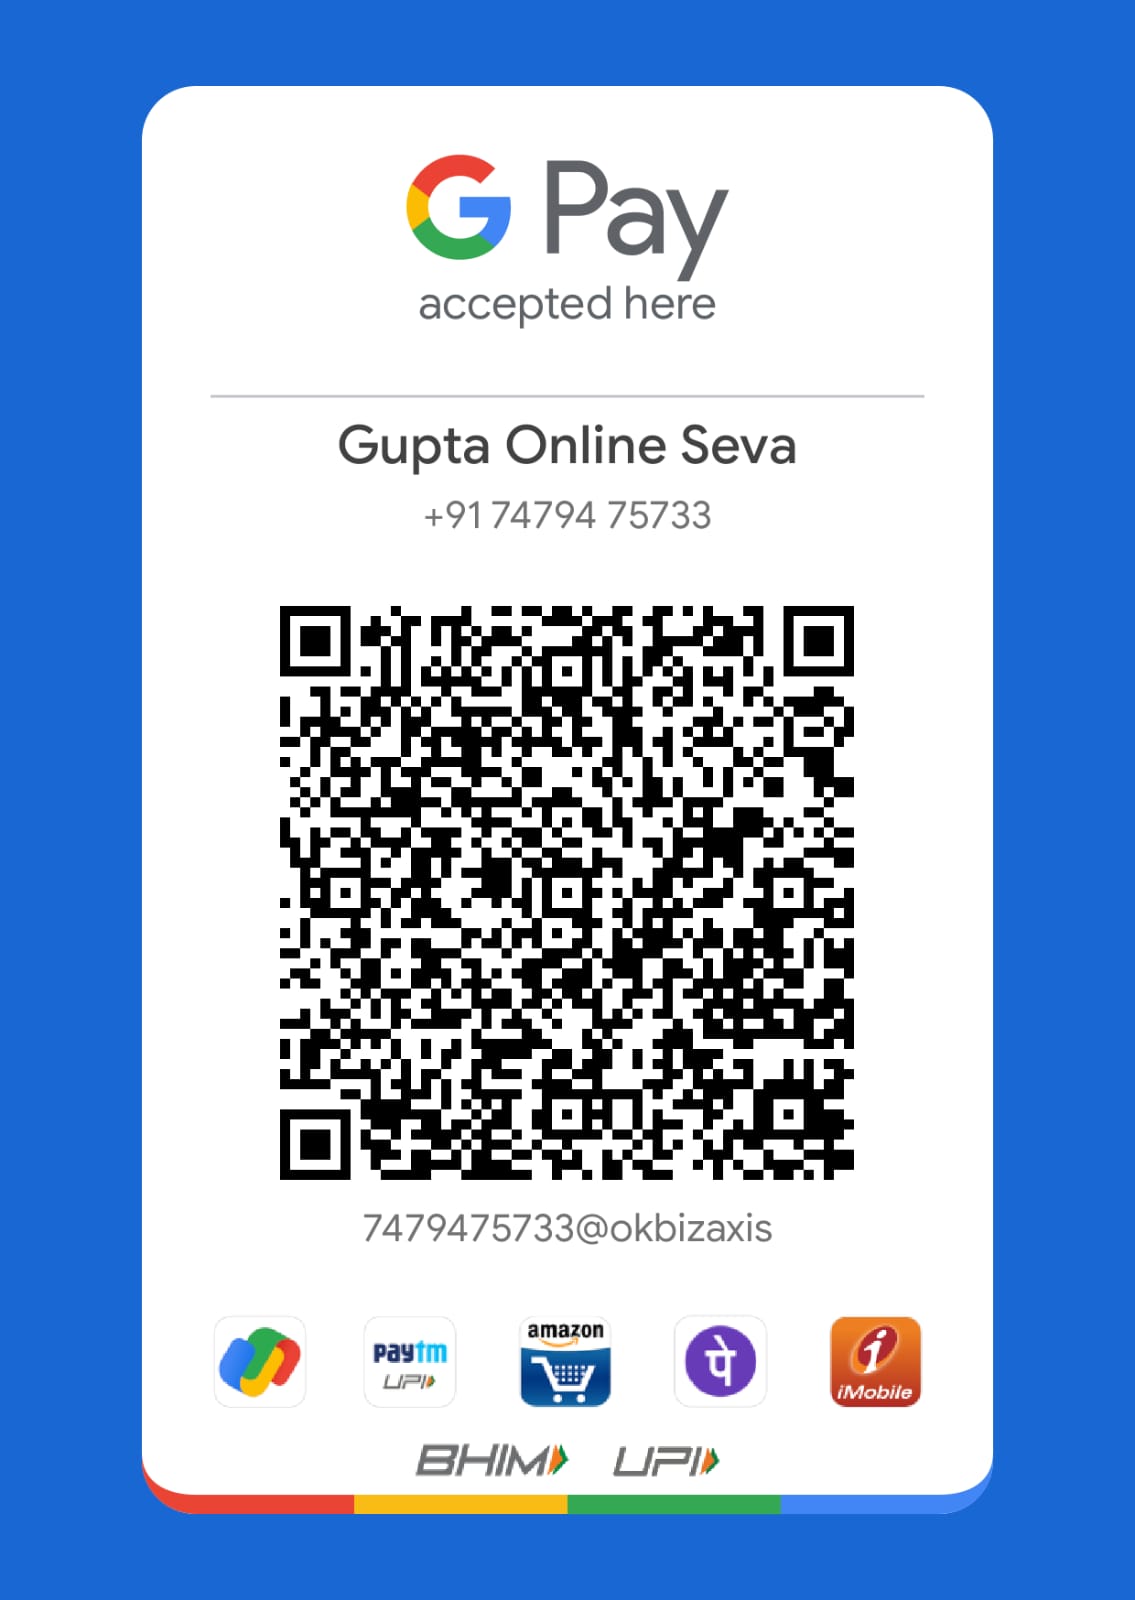 G Pay
accepted here
Gupta Online Seva
+91 74794 75733
7479475733@okbizaxis
paytm
UPI
amazon
पे
i
iMobile
BHIM UPI